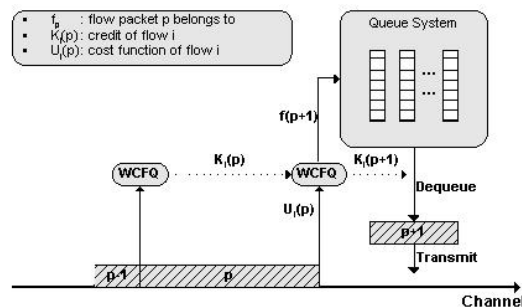 ▪ fₚ : flow packet p belongs to
▪ Kᵢ(p): credit of flow i
▪ Uᵢ(p): cost function of flow i
Queue System
...
...
f(p+1)
WCFQ
Kᵢ(p)
WCFQ
Kᵢ(p+1)
Dequeue
Uᵢ(p)
p+1
Transmit
p-1
p
Channel